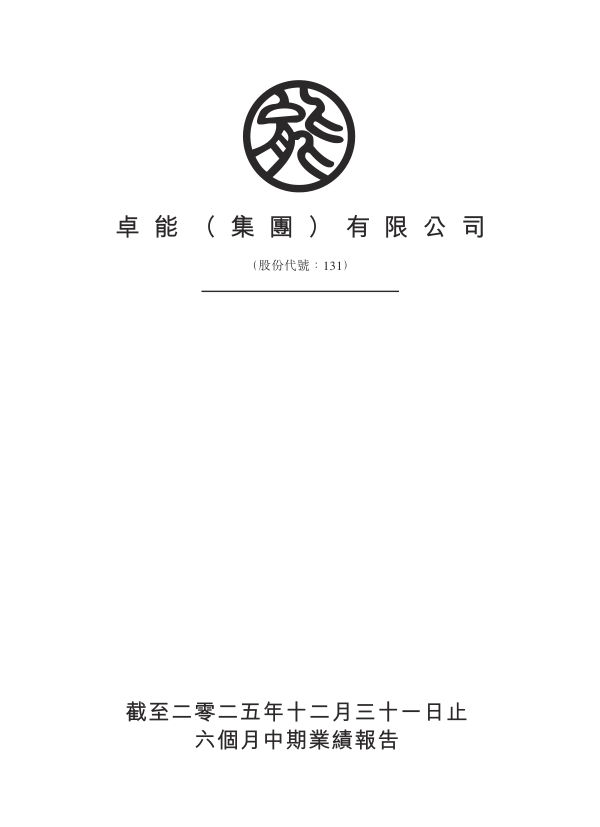 能
卓能（集團）有限公司
（股份代號：131）
截至二零二五年十二月三十一日止
六個月中期業績報告